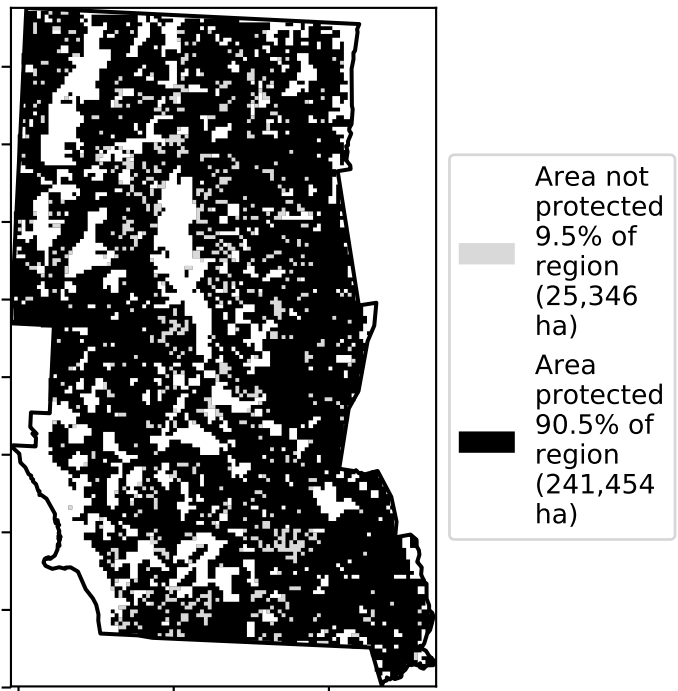 Area not
protected
9.5% of
region
(25,346
ha)
Area
protected
90.5% of
region
(241,454
ha)